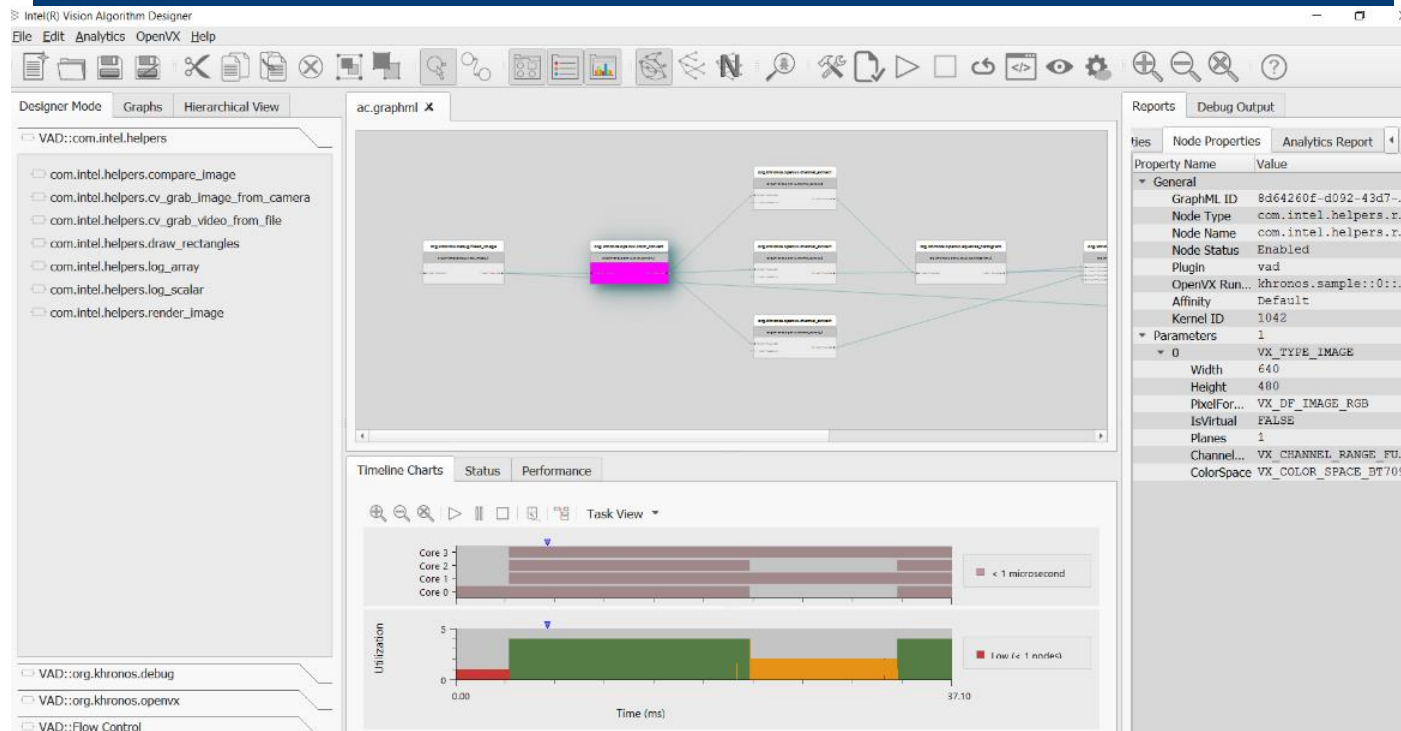 Intel(R) Vision Algorithm Designer
File Edit Analytics OpenVX Help
Designer Mode Graphs Hierarchical View
VAD::com.intel.helpers
com.intel.helpers.compare_image
com.intel.helpers.cv_grab_image_from_camera
com.intel.helpers.cv_grab_video_from_file
com.intel.helpers.draw_rectangles
com.intel.helpers.log_array
com.intel.helpers.log_scalar
com.intel.helpers.render_image
VAD::org.khronos.debug
VAD::org.khronos.openvx
VAD::Flow Control
ac.graphml
Timeline Charts Status Performance
Task View
Core 3
Core 2
Core 1
Core 0
< 1 microsecond
Utilization
5
0
0.00 37.10
Time (ms)
Low (< 1 nodes)
Reports Debug Output
ties Node Properties Analytics Report
Property Name Value
General
GraphML ID 8d64260f-d092-43d7-...
Node Type com.intel.helpers.r...
Node Name com.intel.helpers.r...
Node Status Enabled
Plugin vad
OpenVX Run... khronos.sample::0::...
Affinity Default
Kernel ID 1042
Parameters 1
0 VX_TYPE_IMAGE
Width 640
Height 480
PixelFor... VX_DF_IMAGE_RGB
IsVirtual FALSE
Planes 1
Channel... VX_CHANNEL_RANGE_FU...
ColorSpace VX_COLOR_SPACE_BT709